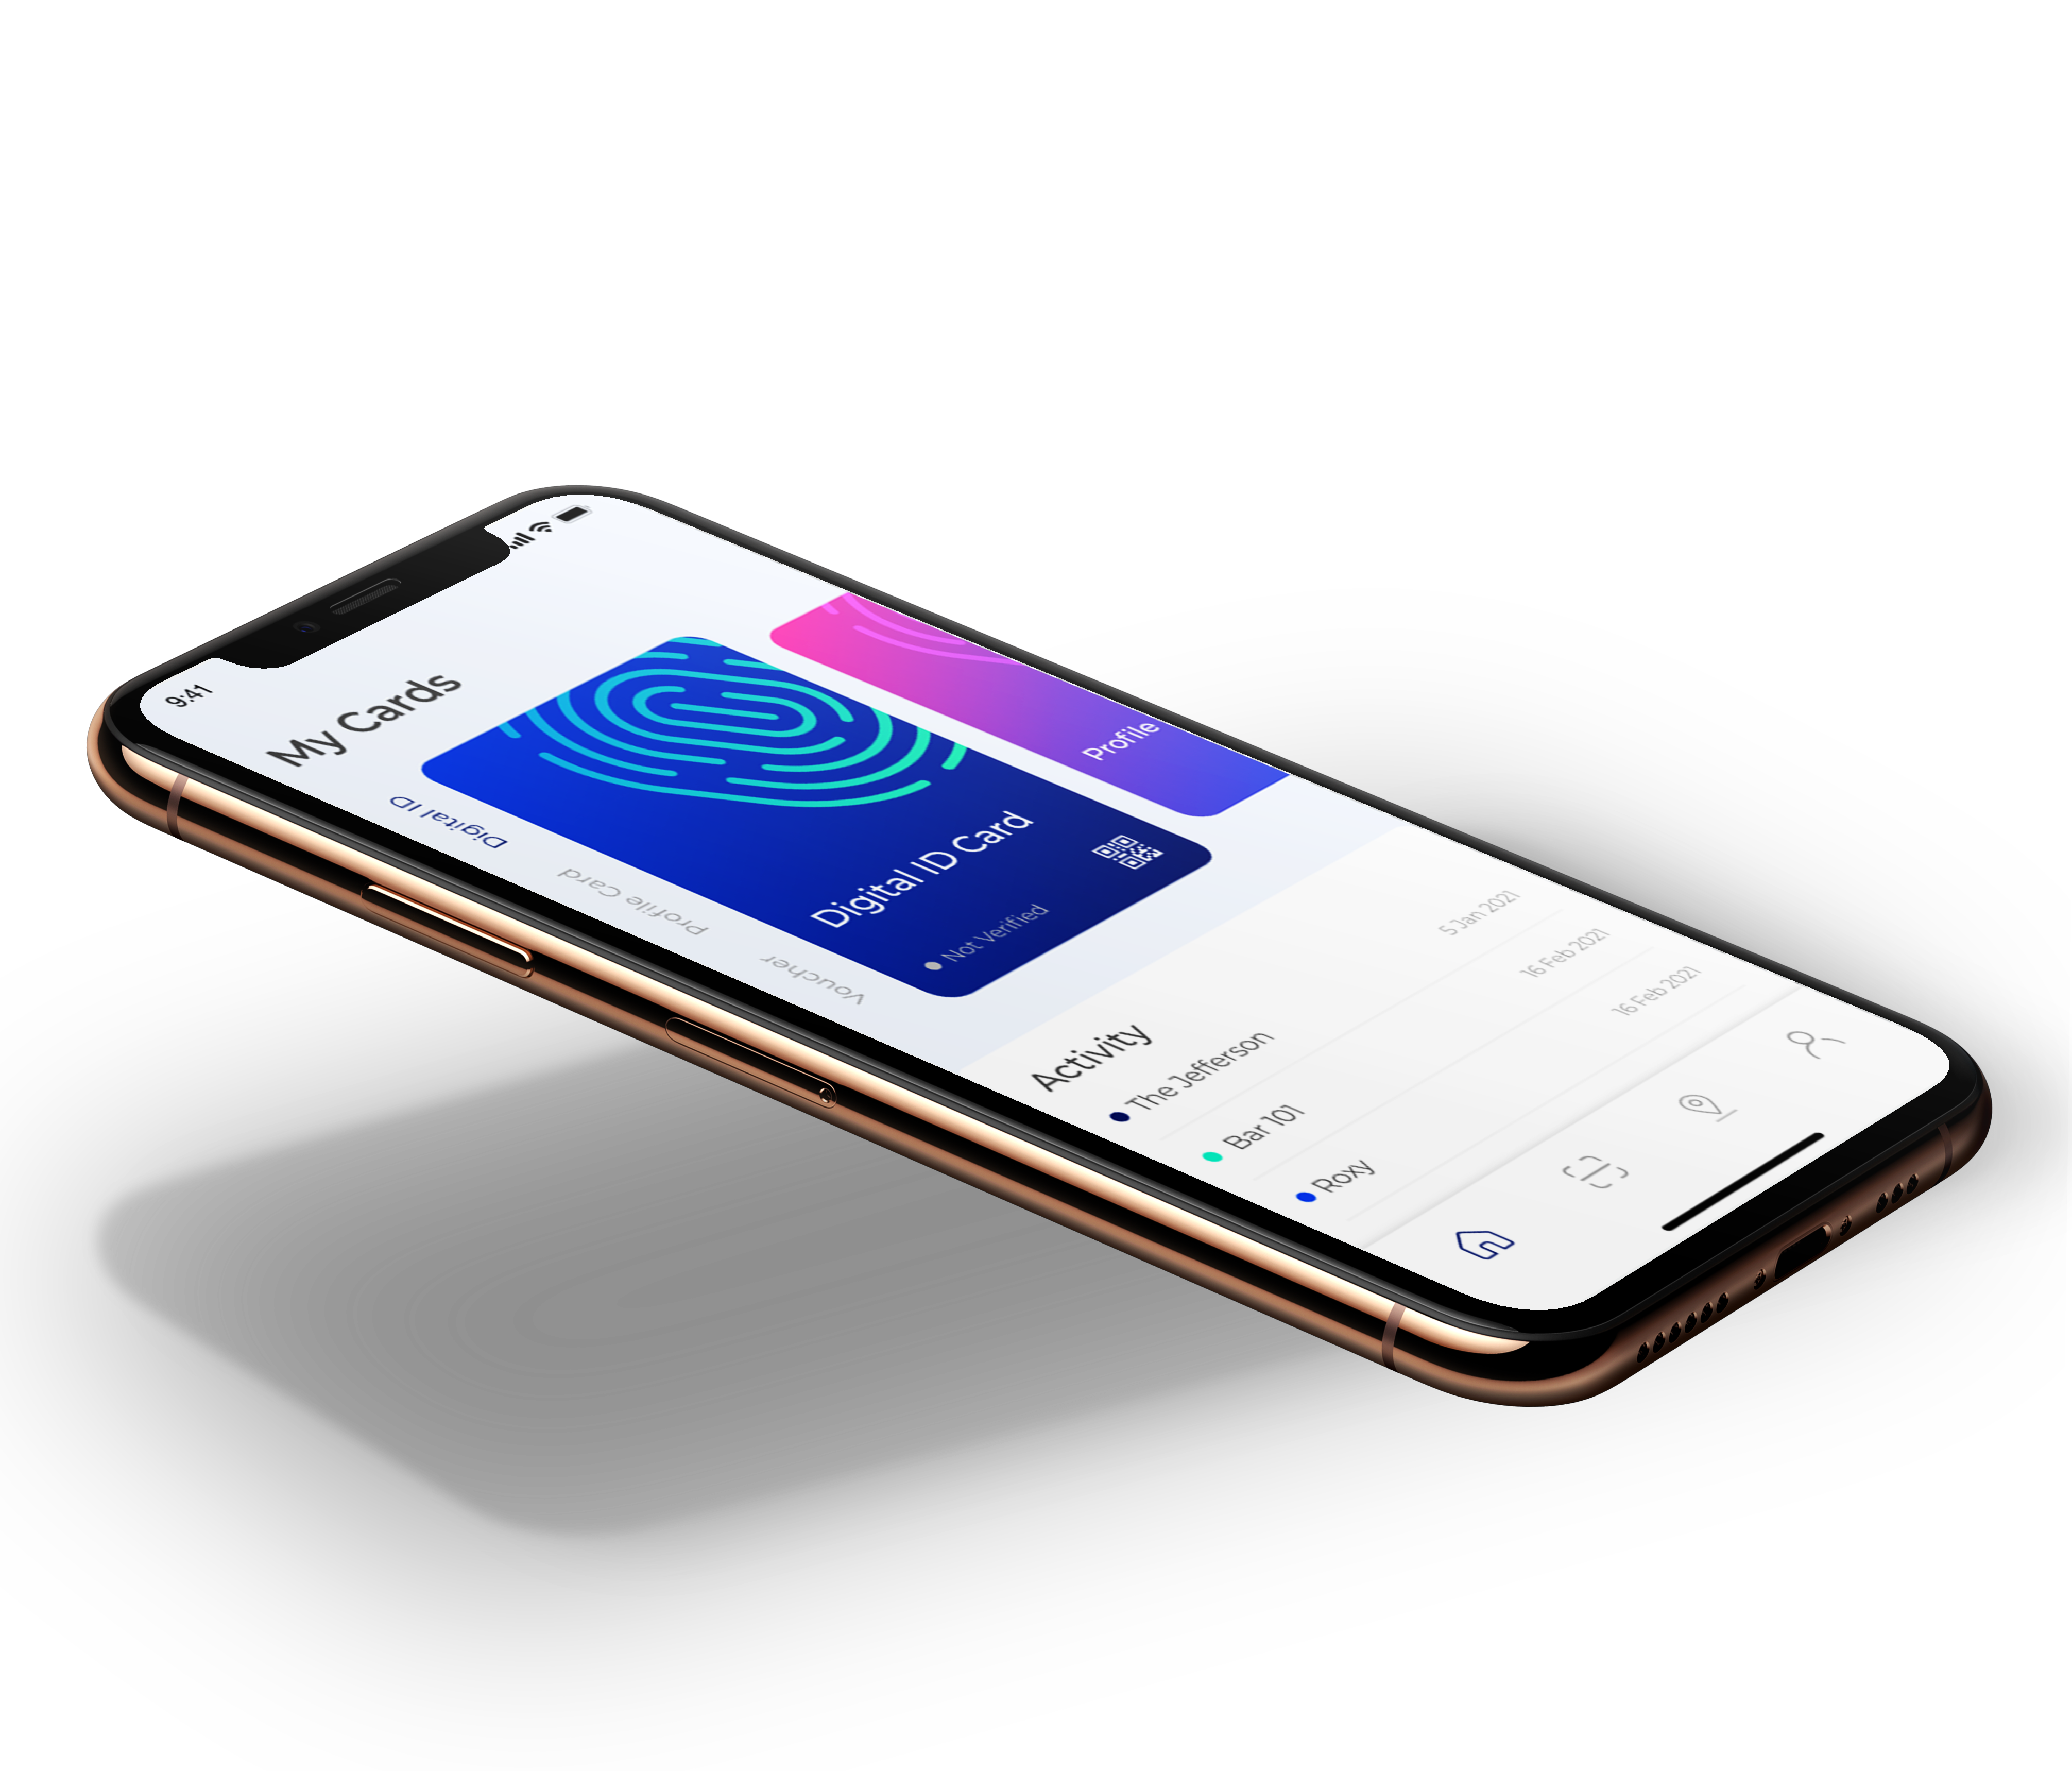 9:41
My Cards
Digital ID
Profile Card
Voucher
Digital ID Card
Not Verified
Profile
Activity
The Jefferson
5 Jan 2021
Bar 101
16 Feb 2021
Roxy
16 Feb 2021